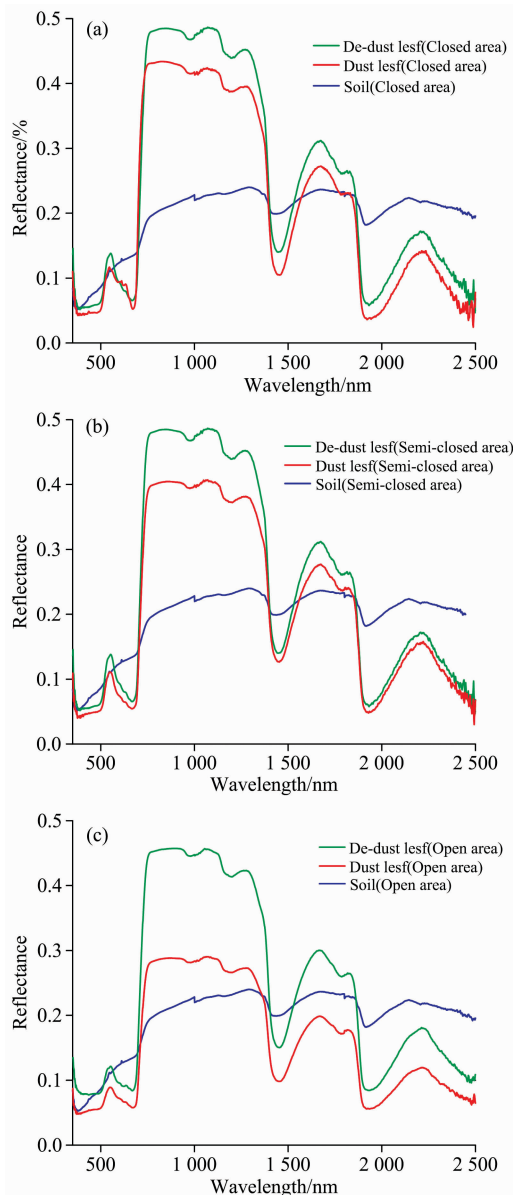 (a)
De-dust lesf(Closed area)
Dust lesf(Closed area)
Soil(Closed area)
Reflectance/%
0.5
0.4
0.3
0.2
0.1
0.0
500 1 000 1 500 2 000 2 500
Wavelength/nm
(b)
De-dust lesf(Semi-closed area)
Dust lesf(Semi-closed area)
Soil(Semi-closed area)
Reflectance
0.5
0.4
0.3
0.2
0.1
0.0
500 1 000 1 500 2 000 2 500
Wavelength/nm
(c)
De-dust lesf(Open area)
Dust lesf(Open area)
Soil(Open area)
Reflectance
0.5
0.4
0.3
0.2
0.1
0.0
500 1 000 1 500 2 000 2 500
Wavelength/nm